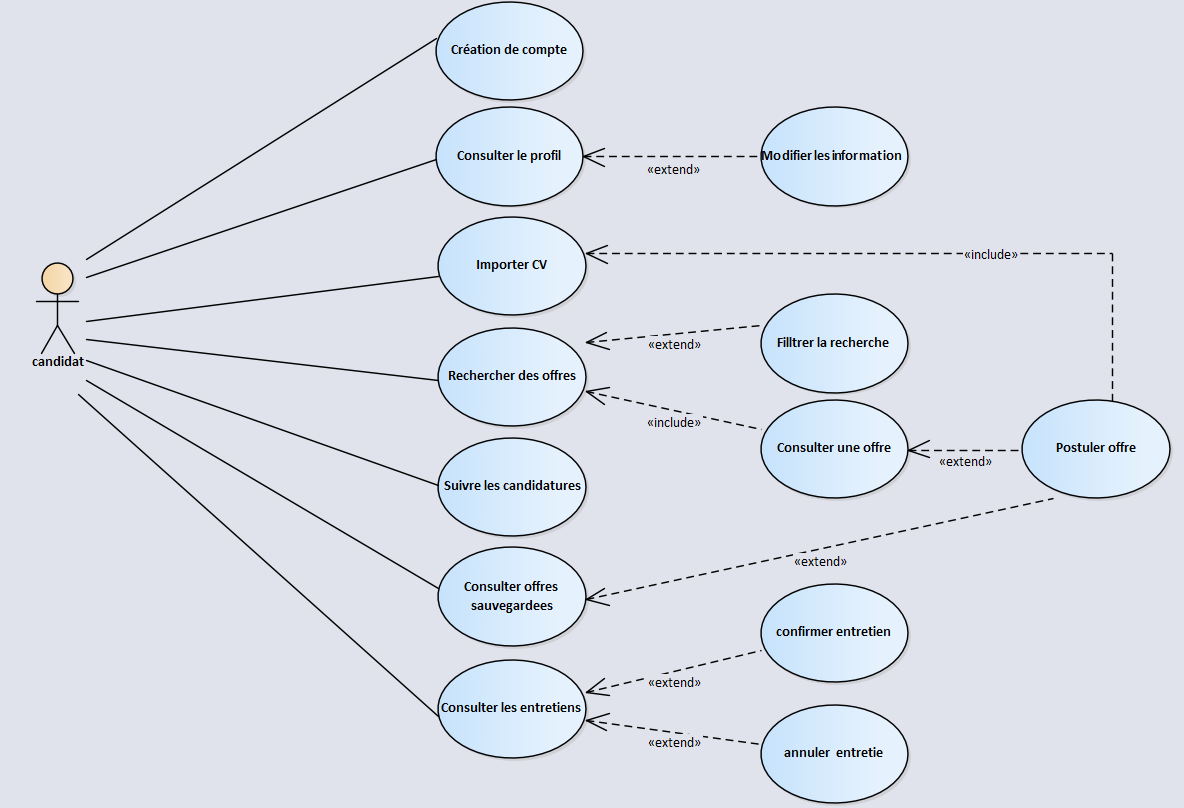 Création de compte
Consulter le profil
«extend»
Modifier les information
Importer CV
«include»
candidat
Rechercher des offres
«extend»
Filltrer la recherche
«include»
Consulter une offre
«extend»
Postuler offre
Suivre les candidatures
«extend»
Consulter offres
sauvegardees
confirmer entretien
«extend»
Consulter les entretiens
«extend»
annuler entretie